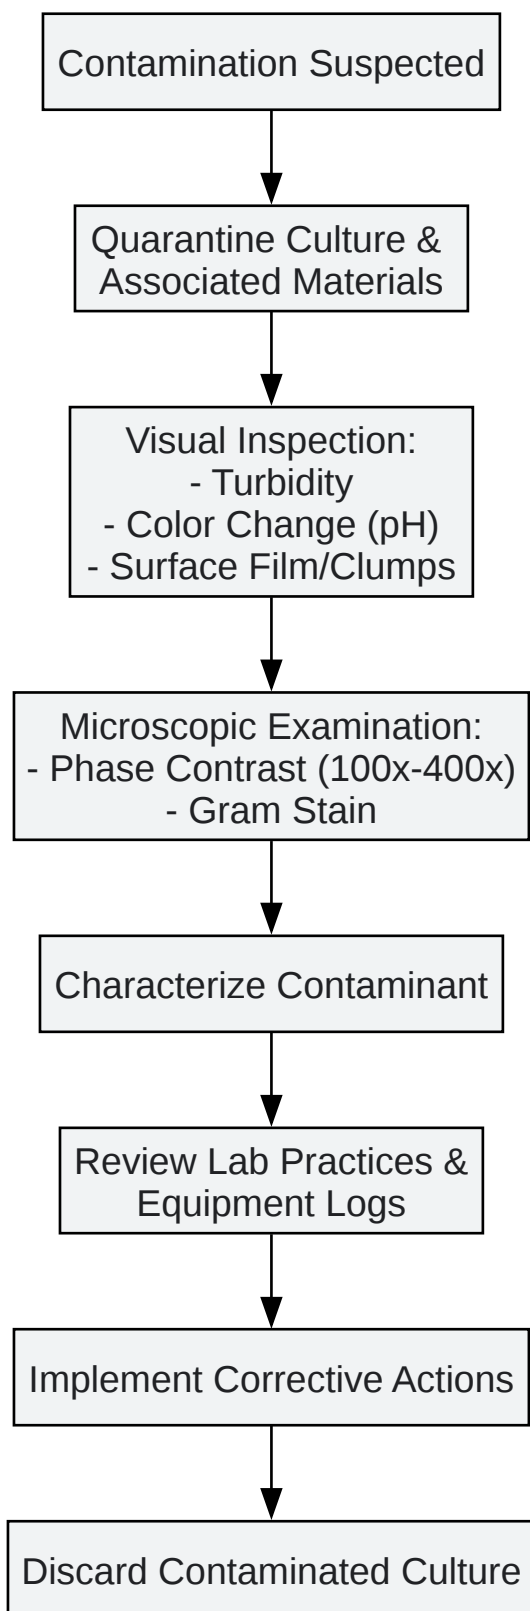 Contamination Suspected
Quarantine Culture &
Associated Materials
Visual Inspection:
- Turbidity
- Color Change (pH)
- Surface Film/Clumps
Microscopic Examination:
- Phase Contrast (100x-400x)
- Gram Stain
Characterize Contaminant
Review Lab Practices &
Equipment Logs
Implement Corrective Actions
Discard Contaminated Culture